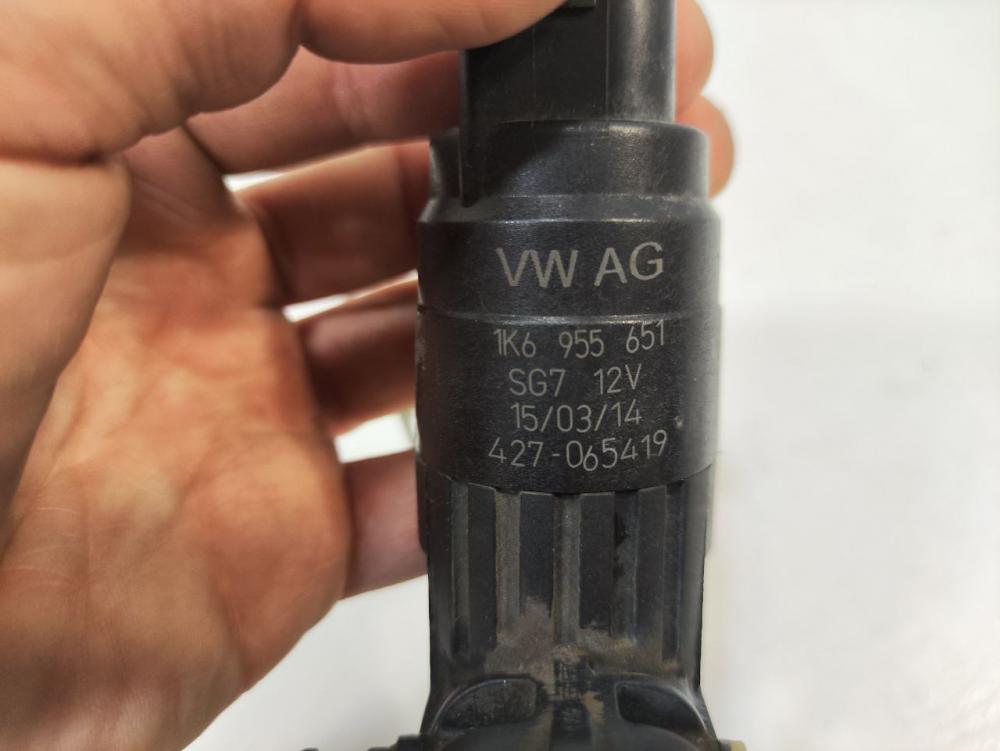 VW AG
1K6 955 651
SG7 12V
15/03/14
427-065419